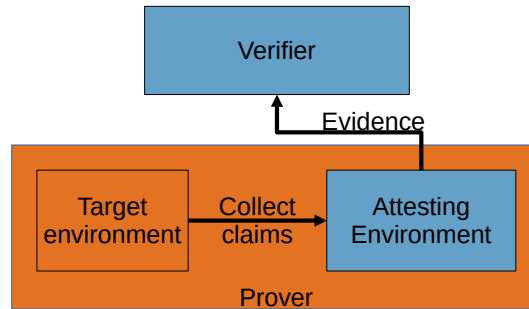 Verifier
Evidence
Target
environment
Collect
claims
Attesting
Environment
Prover